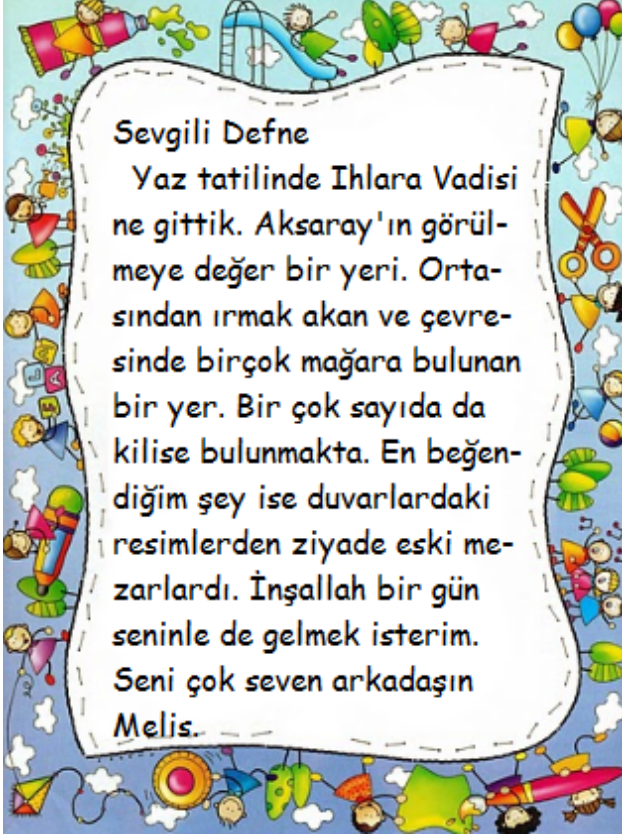 Sevgili Defne
Yaz tatilinde Ihlara Vadisi
ne gittik. Aksaray'ın görül-
meye değer bir yeri. Orta-
sından ırmak akan ve çevre-
sinde birçok mağara bulunan
bir yer. Bir çok sayıda da
kilise bulunmakta. En beğen-
diğim şey ise duvarlardaki
resimlerden ziyade eski me-
zarlardı. İnşallah bir gün
seninle de gelmek isterim.
Seni çok seven arkadaşın
Melis.